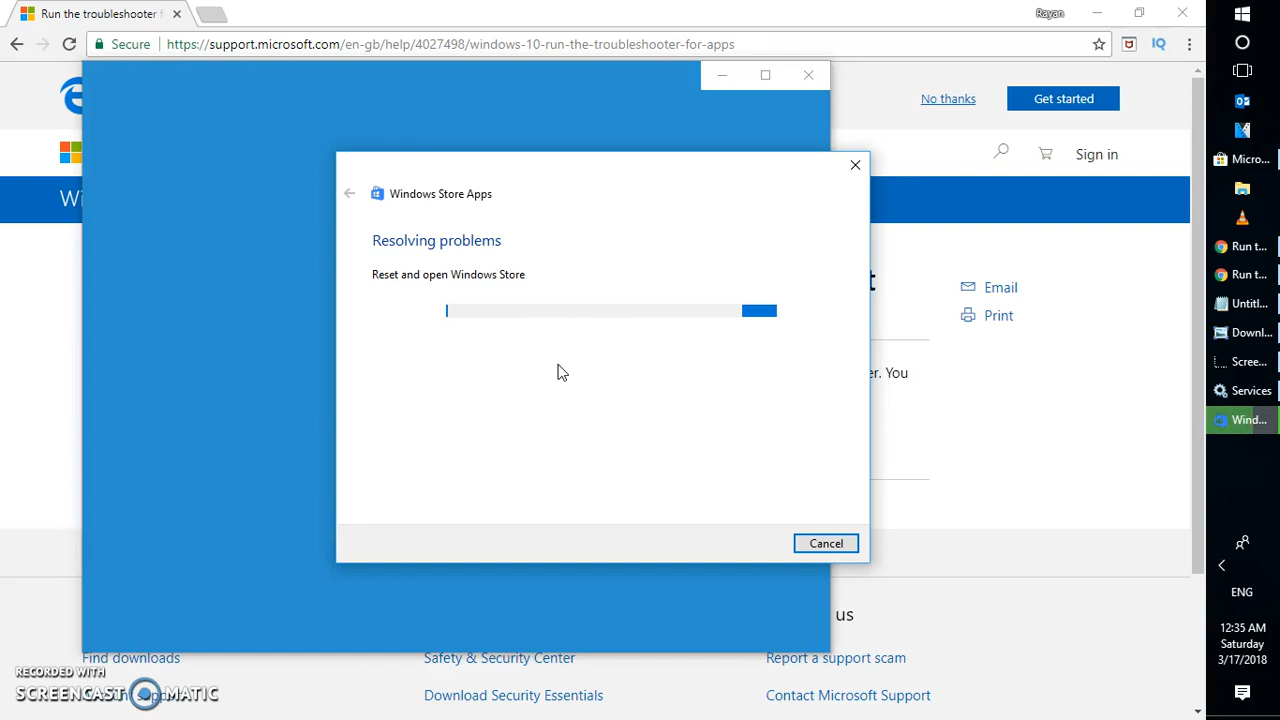 Run the troubleshooter f
Rayan
Secure
https://support.microsoft.com/en-gb/help/4027498/windows-10-run-the-troubleshooter-for-apps
IQ
No thanks
Get started
Sign in
Wi
Windows Store Apps
Resolving problems
Reset and open Windows Store
Cancel
t
Email
Print
er. You
us
Find downloads
Safety & Security Center
Report a support scam
Download Security Essentials
Contact Microsoft Support
RECORDED WITH
SCREENCAST MATIC
Micro...
Run t...
Run t...
Untitl...
Downl...
Scree...
Services
Wind...
ENG
12:35 AM
Saturday
3/17/2018